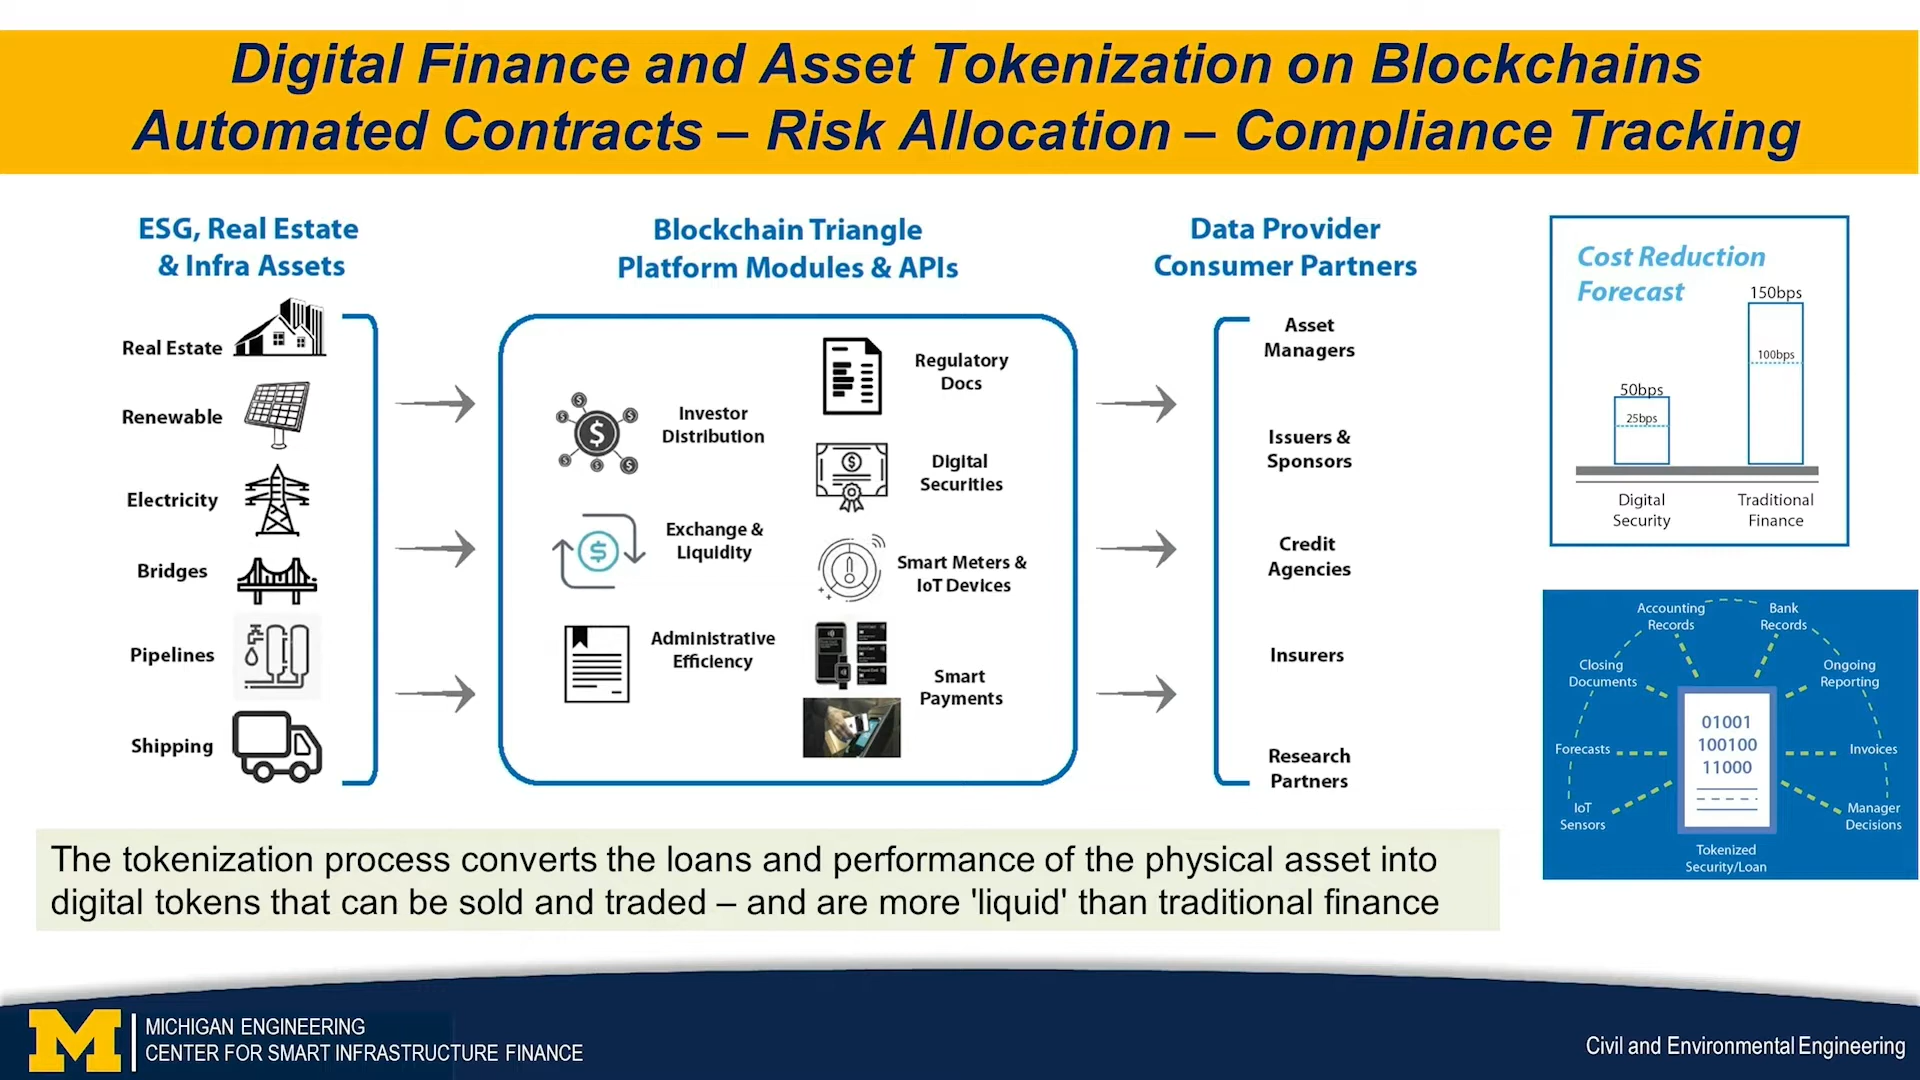 Digital Finance and Asset Tokenization on Blockchains
Automated Contracts – Risk Allocation – Compliance Tracking
ESG, Real Estate
& Infra Assets
Real Estate
Renewable
Electricity
Bridges
Pipelines
Shipping
Blockchain Triangle
Platform Modules & APIs
Investor
Distribution
Exchange &
Liquidity
Administrative
Efficiency
Regulatory
Docs
Digital
Securities
Smart Meters &
IoT Devices
Smart
Payments
Data Provider
Consumer Partners
Asset
Managers
Issuers &
Sponsors
Credit
Agencies
Insurers
Research
Partners
Cost Reduction
Forecast
150bps
100bps
50bps
25bps
Digital
Security
Traditional
Finance
Accounting
Records
Bank
Records
Closing
Documents
Ongoing
Reporting
Forecasts
Invoices
IoT
Sensors
Manager
Decisions
01001
100100
11000
Tokenized
Security/Loan
The tokenization process converts the loans and performance of the physical asset into
digital tokens that can be sold and traded – and are more 'liquid' than traditional finance
M
MICHIGAN ENGINEERING
CENTER FOR SMART INFRASTRUCTURE FINANCE
Civil and Environmental Engineering